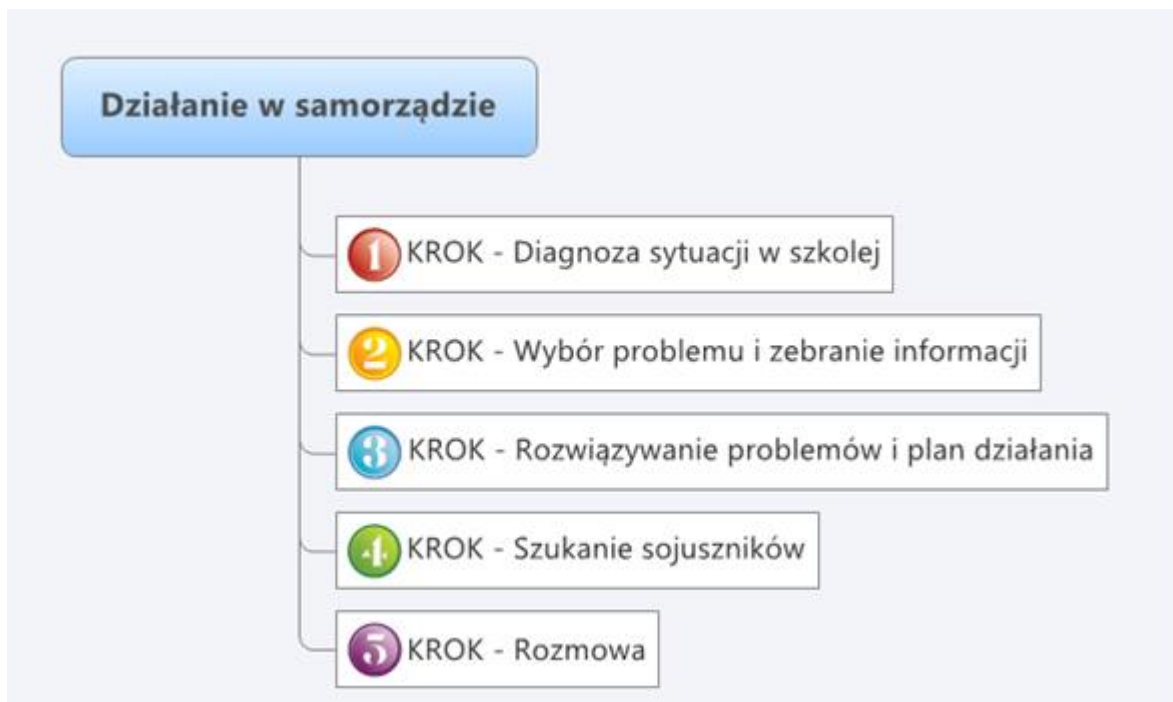 Działanie w samorządzie
1 KROK - Diagnoza sytuacji w szkolej
2 KROK - Wybór problemu i zebranie informacji
3 KROK - Rozwiązywanie problemów i plan działania
4 KROK - Szukanie sojuszników
5 KROK - Rozmowa